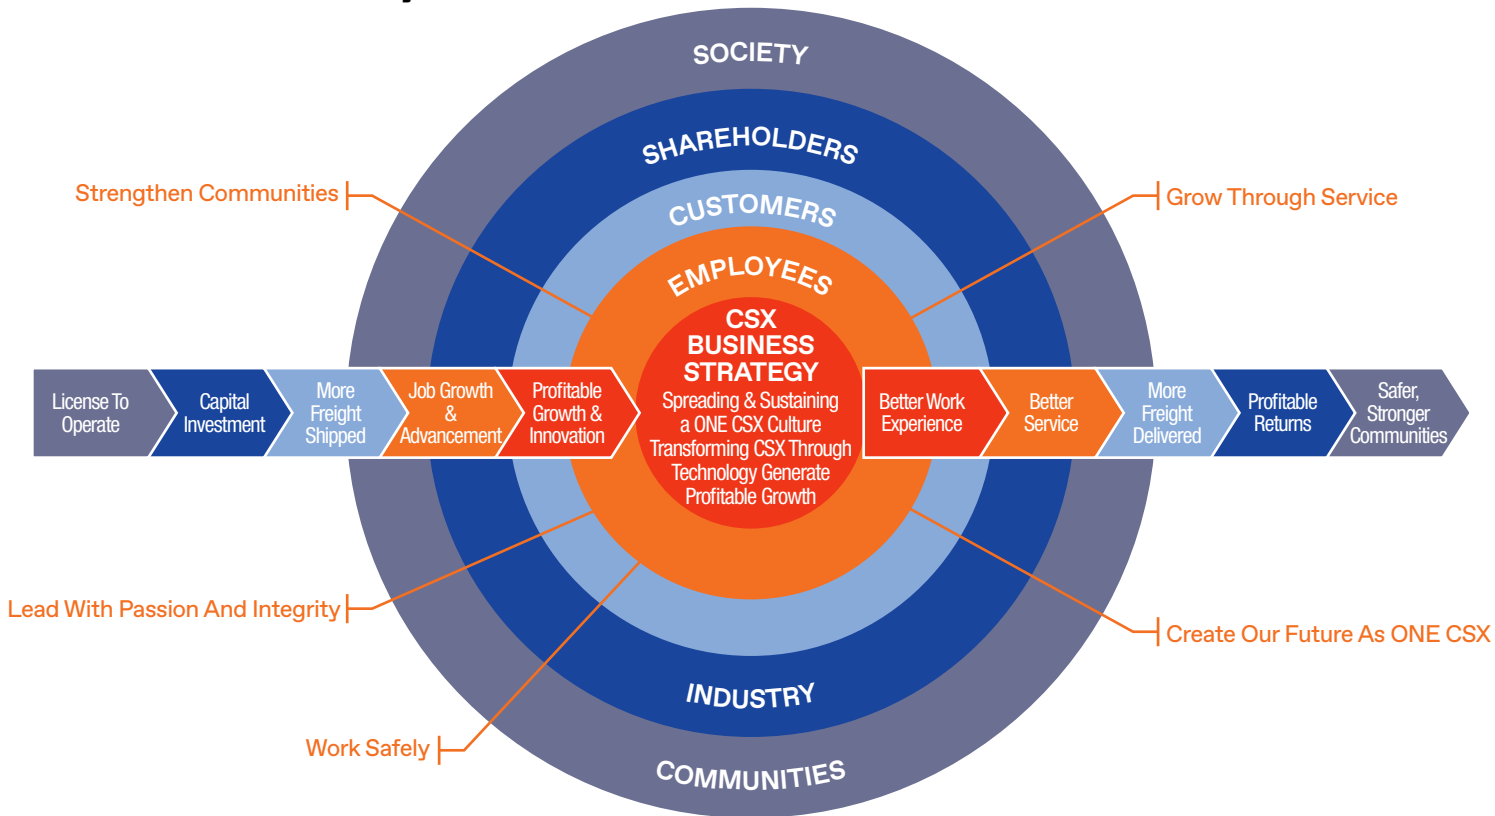 SOCIETY
SHAREHOLDERS
CUSTOMERS
EMPLOYEES
Strengthen Communities
Grow Through Service
CSX
BUSINESS
STRATEGY
Spreading & Sustaining
a ONE CSX Culture
Transforming CSX Through
Technology Generate
Profitable Growth
License To
Operate
Capital
Investment
More
Freight
Shipped
Job Growth
&
Advancement
Profitable
Growth &
Innovation
Better Work
Experience
Better
Service
More
Freight
Delivered
Profitable
Returns
Safer,
Stronger
Communities
Lead With Passion And Integrity
Create Our Future As ONE CSX
INDUSTRY
Work Safely
COMMUNITIES